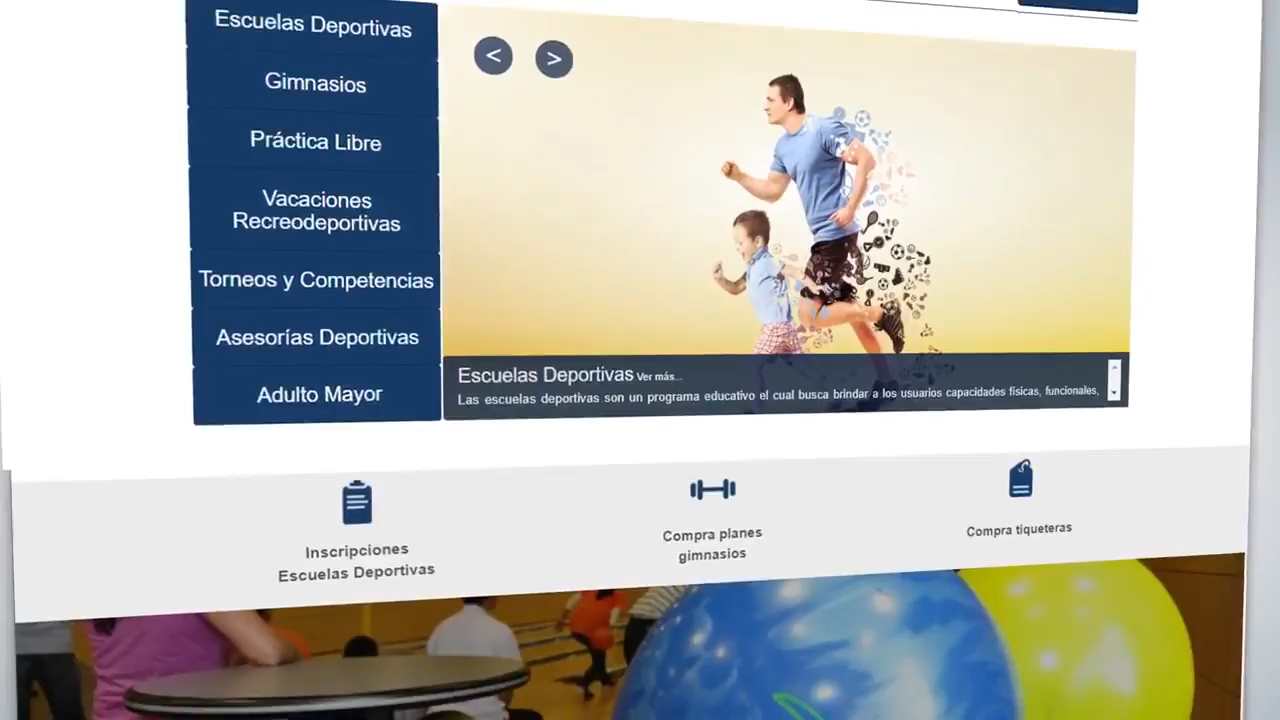 Escuelas Deportivas
Gimnasios
Práctica Libre
Vacaciones
Recreodeportivas
Torneos y Competencias
Asesorías Deportivas
Adulto Mayor
< >
Escuelas Deportivas Ver más...
Las escuelas deportivas son un programa educativo el cual busca brindar a los usuarios capacidades físicas, funcionales,
Inscripciones
Escuelas Deportivas
Compra planes
gimnasios
Compra tiqueteras